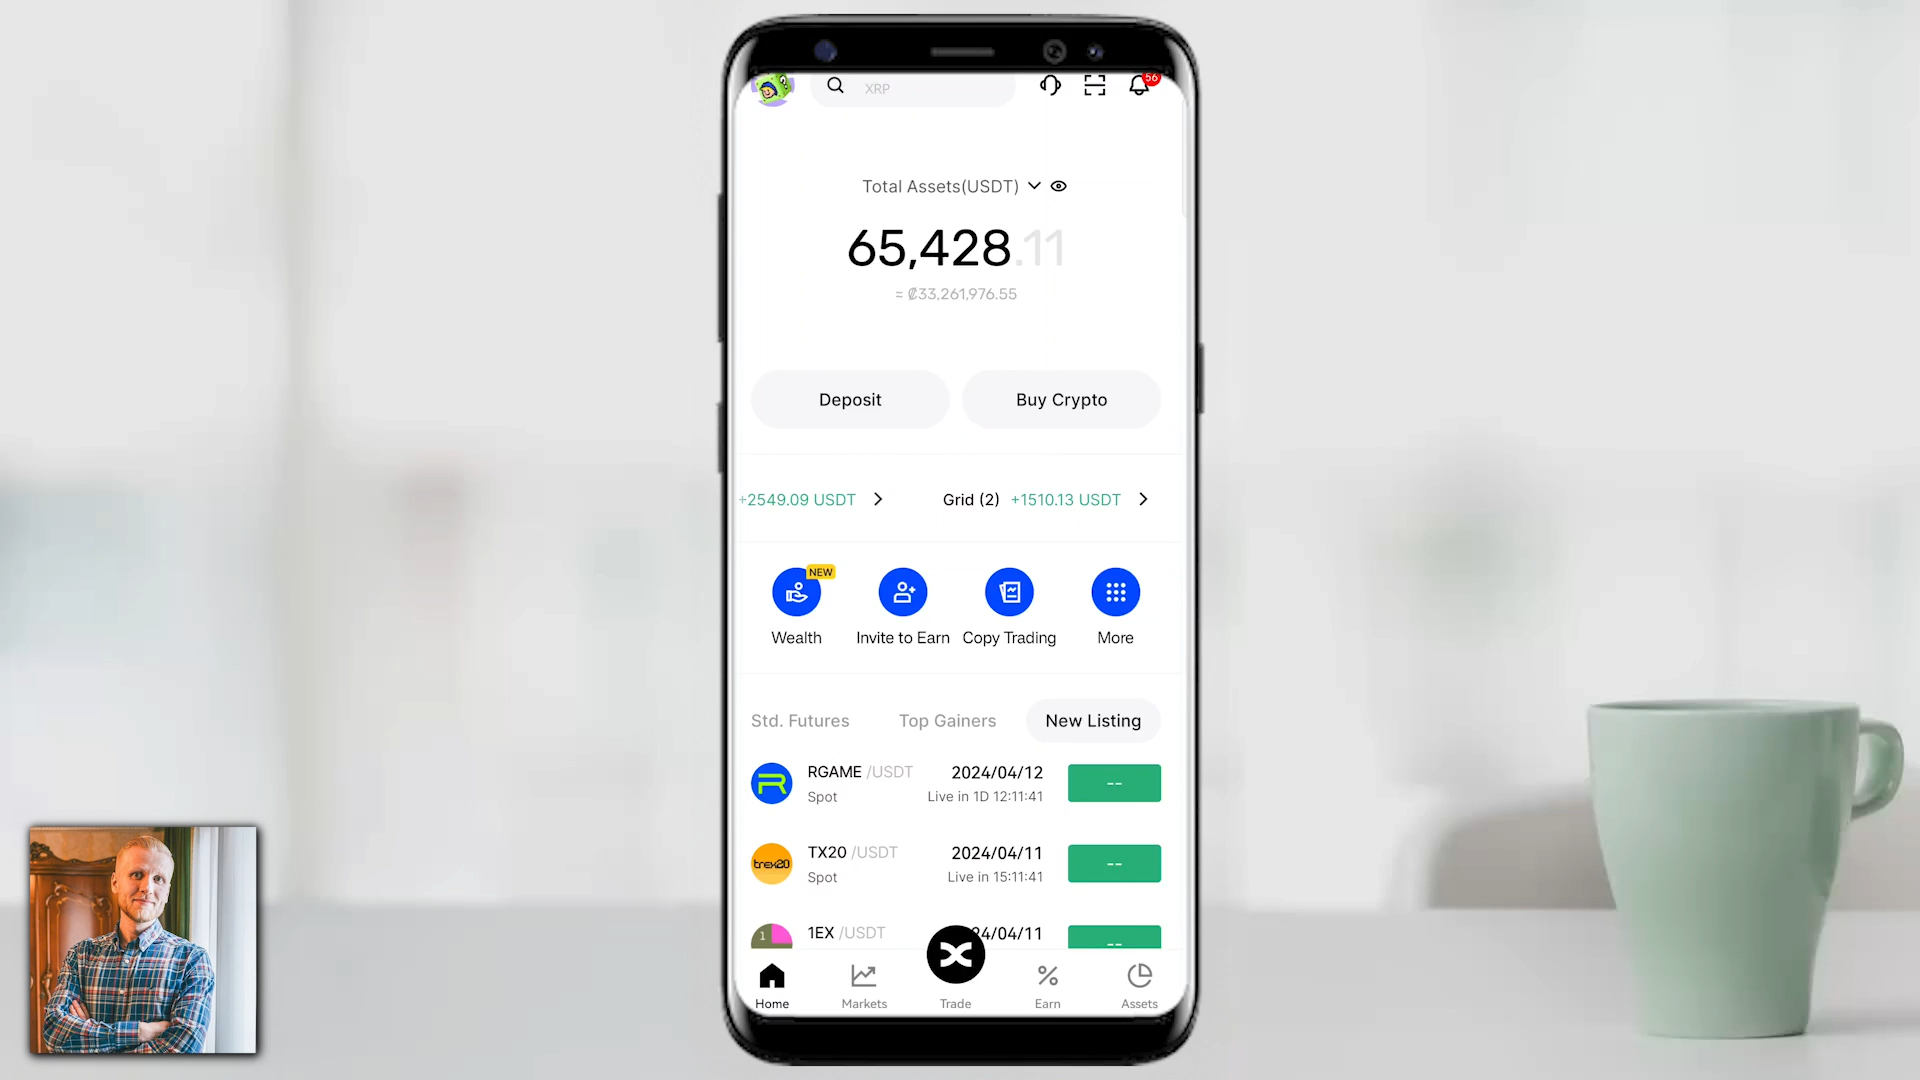 XRP
56
Total Assets(USDT)
65,428.11
= ₡33,261,976.55
Deposit
Buy Crypto
+2549.09 USDT
Grid (2) +1510.13 USDT
NEW
Wealth
Invite to Earn
Copy Trading
More
Std. Futures
Top Gainers
New Listing
RGAME /USDT
2024/04/12
--
Spot
Live in 1D 12:11:41
trex20
TX20 /USDT
2024/04/11
--
Spot
Live in 15:11:41
1
1EX /USDT
24/04/11
--
Home
Markets
Trade
Earn
Assets